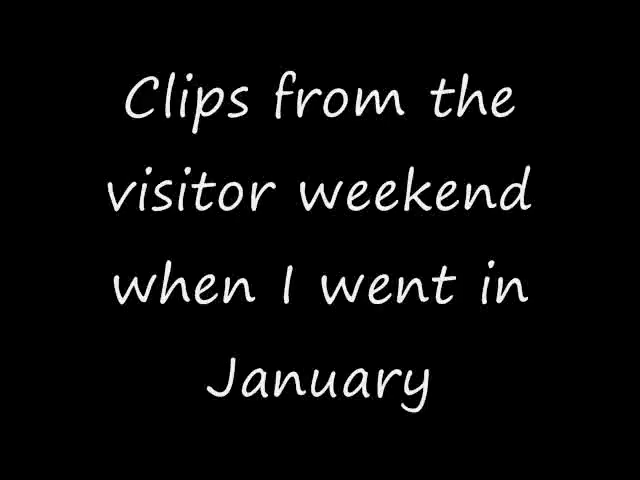 Clips from the
visitor weekend
when I went in
January